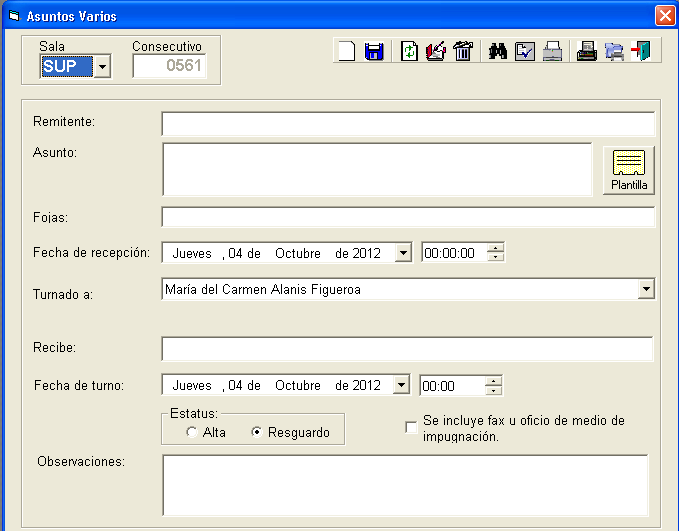 Asuntos Varios
Sala Consecutivo
SUP 0561
Remitente:
Asunto:
Plantilla
Fojas:
Fecha de recepción: Jueves , 04 de Octubre de 2012 00:00:00
Turnado a: María del Carmen Alanis Figueroa
Recibe:
Fecha de turno: Jueves , 04 de Octubre de 2012 00:00
Estatus:
Alta Resguardo
Se incluye fax u oficio de medio de
impugnación.
Observaciones: